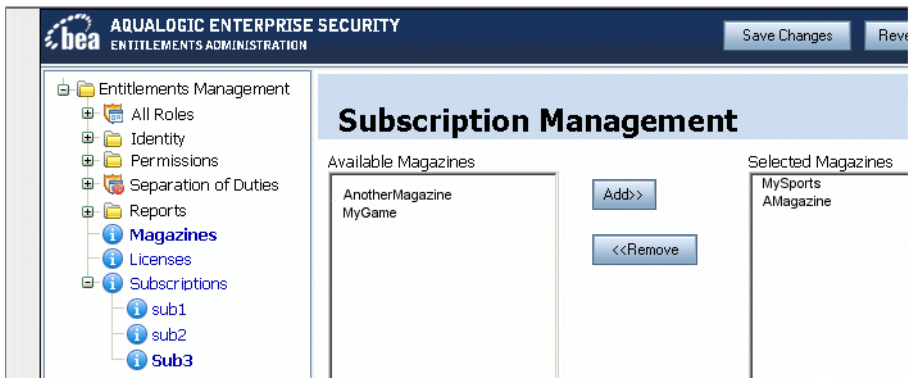 bea
AQUALOGIC ENTERPRISE SECURITY
ENTITLEMENTS ADMINISTRATION
Save Changes
Reve
Entitlements Management
All Roles
Identity
Permissions
Separation of Duties
Reports
Magazines
Licenses
Subscriptions
sub1
sub2
Sub3
Subscription Management
Available Magazines
AnotherMagazine
MyGame
Add>>
<<Remove
Selected Magazines
MySports
AMagazine